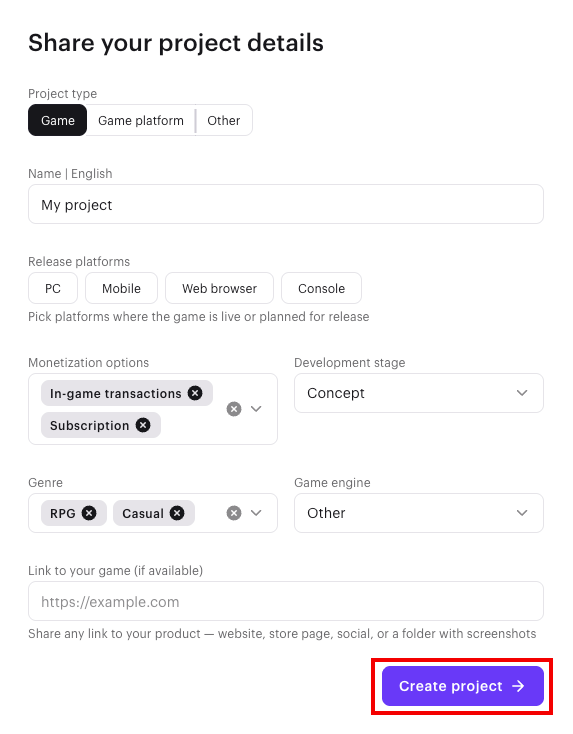 Share your project details
Project type
Game
Game platform
Other
Name | English
My project
Release platforms
PC
Mobile
Web browser
Console
Pick platforms where the game is live or planned for release
Monetization options
In-game transactions
Subscription
Development stage
Concept
Genre
RPG
Casual
Game engine
Other
Link to your game (if available)
https://example.com
Share any link to your product — website, store page, social, or a folder with screenshots
Create project →